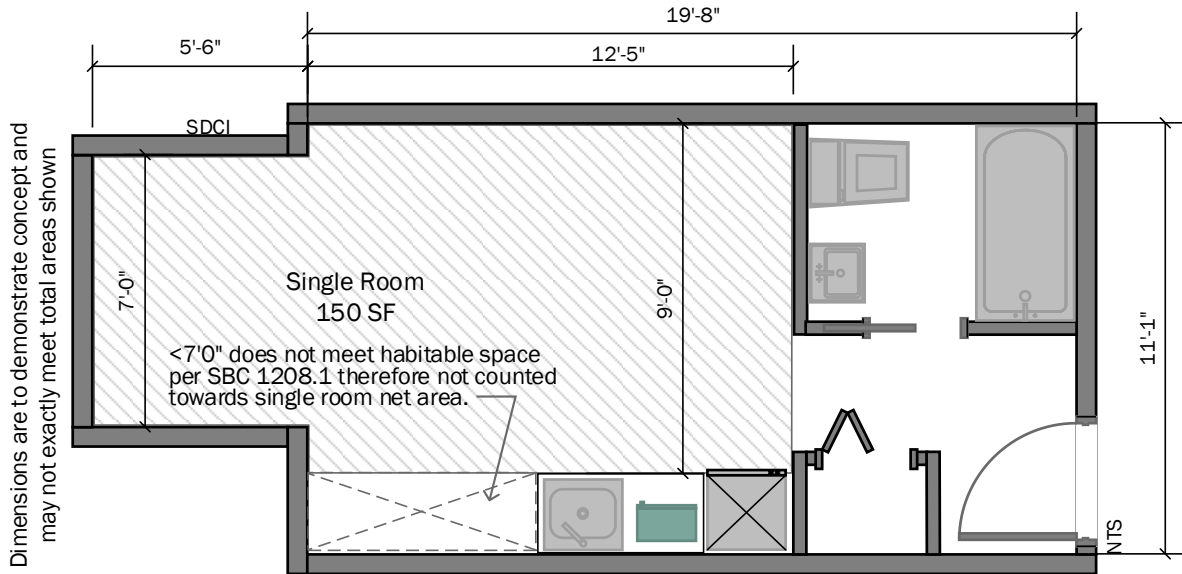 19'-8"
5'-6"
12'-5"
SDCI
Dimensions are to demonstrate concept and
may not exactly meet total areas shown
7'-0"
Single Room
150 SF
9'-0"
11'-1"
<7'0" does not meet habitable space
per SBC 1208.1 therefore not counted
towards single room net area.
NTS